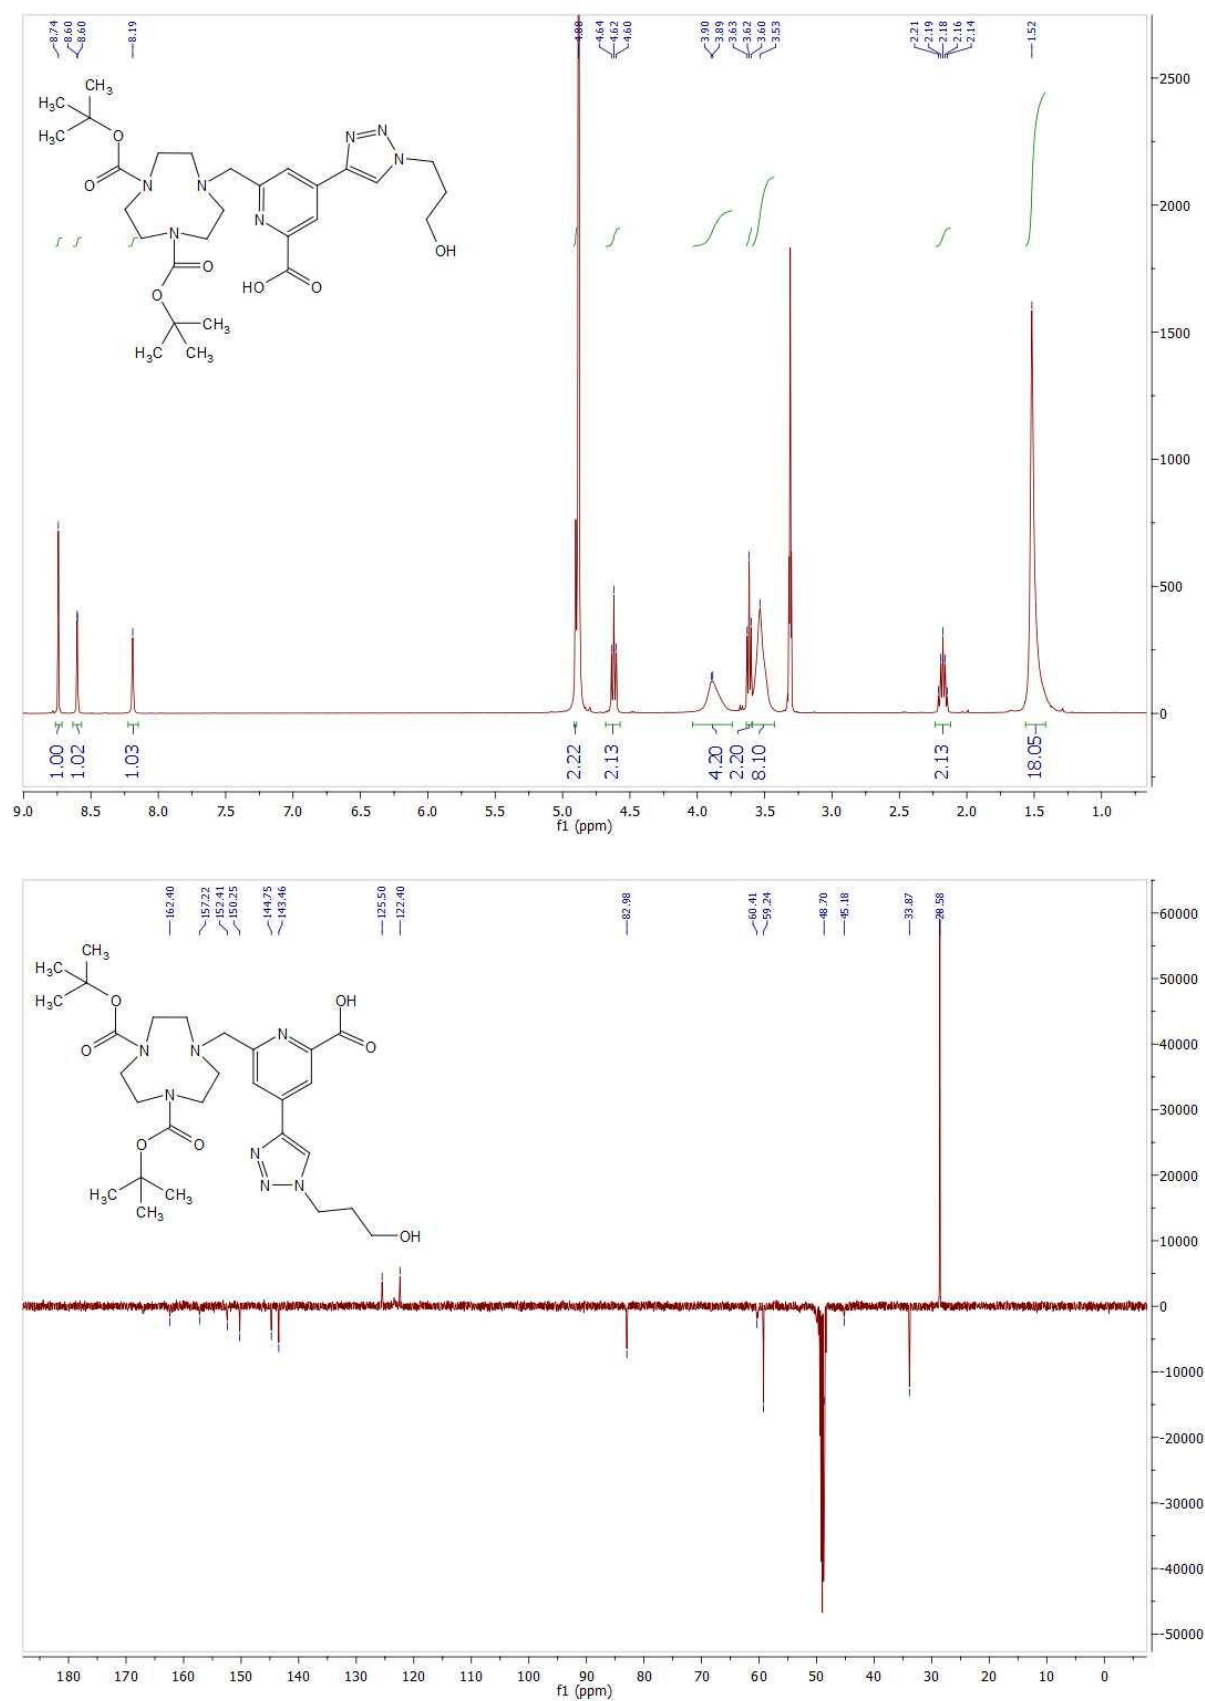 8.74 8.60 8.60 8.19 4.88 4.64 4.62 4.60 3.90 3.89 3.63 3.62 3.60 3.53 2.21 2.19 2.18 2.16 2.14 1.52
CH₃
H₃C
H₃C
O
O
N
N
N
O
O
H₃C
CH₃
CH₃
N
N
N
N
OH
HO
O
2500
2000
1500
1000
500
0
1.00 1.02 1.03 2.22 2.13 4.20 2.20 8.10 2.13 18.05
9.0 8.5 8.0 7.5 7.0 6.5 6.0 5.5 5.0 4.5 4.0 3.5 3.0 2.5 2.0 1.5 1.0
f1 (ppm)
162.40 157.22 152.41 150.25 144.75 143.46 125.50 122.40 82.98 60.41 59.24 48.70 45.18 33.87 28.58
CH₃
H₃C
H₃C
O
O
N
N
N
O
O
H₃C
CH₃
CH₃
N
OH
O
N
N
N
OH
60000
50000
40000
30000
20000
10000
0
-10000
-20000
-30000
-40000
-50000
180 170 160 150 140 130 120 110 100 90 80 70 60 50 40 30 20 10 0
f1 (ppm)